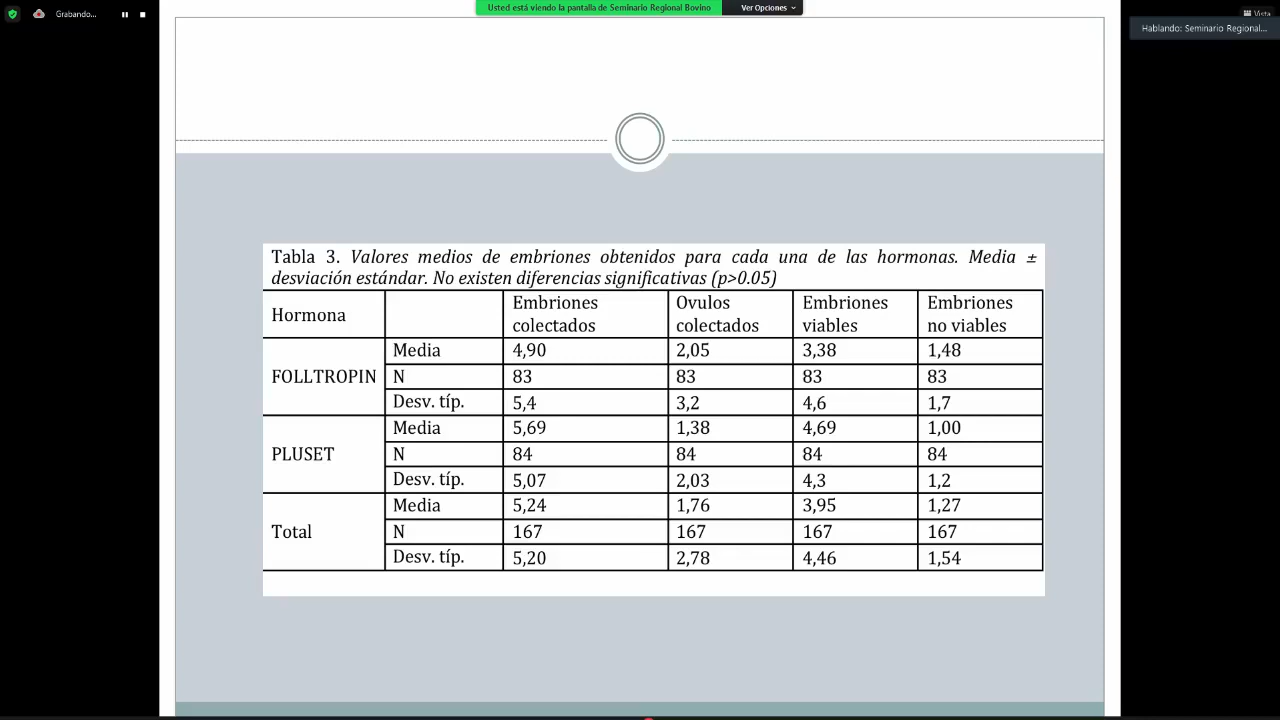 Grabando...
Usted está viendo la pantalla de Seminario Regional Bovino
Ver Opciones
Vista
Hablando: Seminario Regional...
Tabla 3. Valores medios de embriones obtenidos para cada una de las hormonas. Media ±
desviación estándar. No existen diferencias significativas (p>0.05)
Hormona Embriones colectados Ovulos colectados Embriones viables Embriones no viables
FOLLTROPIN
Media 4,90 2,05 3,38 1,48
N 83 83 83 83
Desv. típ. 5,4 3,2 4,6 1,7
PLUSET
Media 5,69 1,38 4,69 1,00
N 84 84 84 84
Desv. típ. 5,07 2,03 4,3 1,2
Total
Media 5,24 1,76 3,95 1,27
N 167 167 167 167
Desv. típ. 5,20 2,78 4,46 1,54